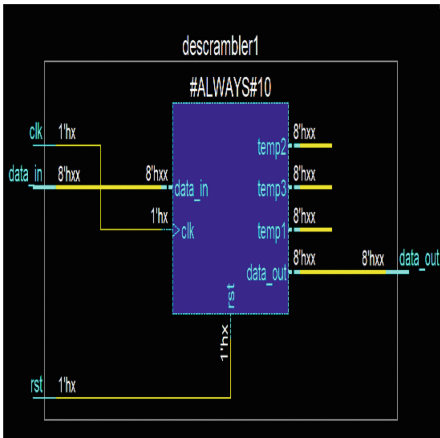 descrambler1
#ALWAYS#10
clk 1'hx
temp2 8'hxx
data_in 8'hxx 8'hxx data_in
temp3 8'hxx
1'hx clk
temp1 8'hxx
data_out 8'hxx 8'hxx data_out
rst
1'hx
rst 1'hx